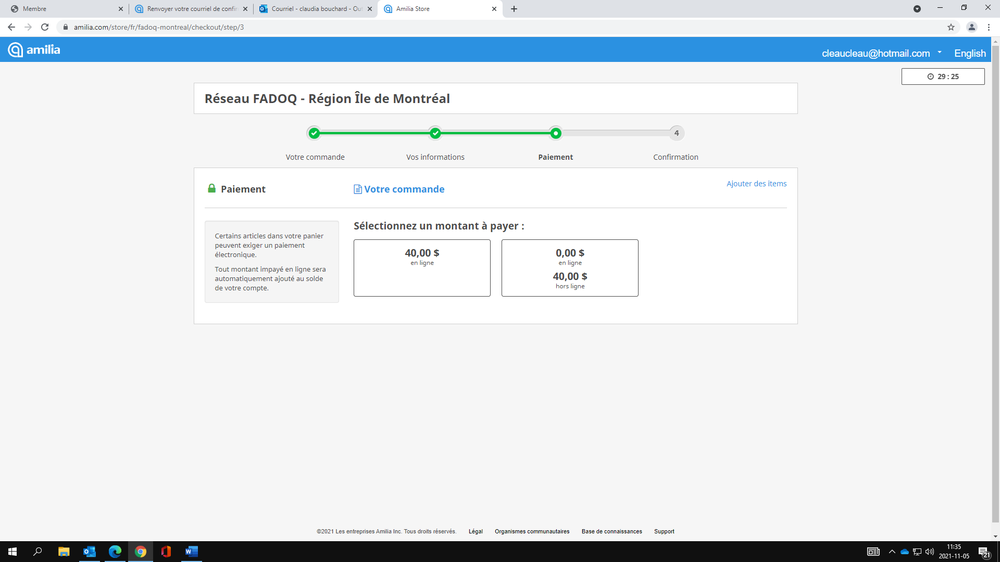 Membre
Renvoyer votre courriel de confir
Courriel - claudia bouchard - Out
Amilia Store
amilia.com/store/fr/fadoq-montreal/checkout/step/3
amilia
cleaucleau@hotmail.com
English
29 : 25
Réseau FADOQ - Région Île de Montréal
4
Votre commande
Vos informations
Paiement
Confirmation
Paiement
Votre commande
Ajouter des items
Certains articles dans votre panier
peuvent exiger un paiement
électronique.
Tout montant impayé en ligne sera
automatiquement ajouté au solde
de votre compte.
Sélectionnez un montant à payer :
40,00 $
en ligne
0,00 $
en ligne
40,00 $
hors ligne
©2021 Les entreprises Amilia Inc. Tous droits réservés.
Légal
Organismes communautaires
Base de connaissances
Support
11:35
2021-11-05
21